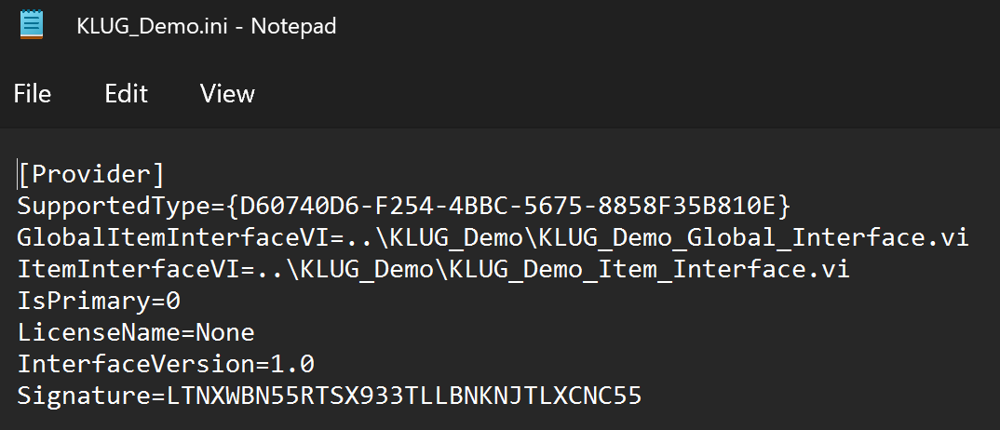 KLUG_Demo.ini - Notepad
File Edit View
[Provider]
SupportedType={D60740D6-F254-4BBC-5675-8858F35B810E}
GlobalItemInterfaceVI=..\KLUG_Demo\KLUG_Demo_Global_Interface.vi
ItemInterfaceVI=..\KLUG_Demo\KLUG_Demo_Item_Interface.vi
IsPrimary=0
LicenseName=None
InterfaceVersion=1.0
Signature=LTNXWBN55RTSX933TLLBNKNJTLXCNC55